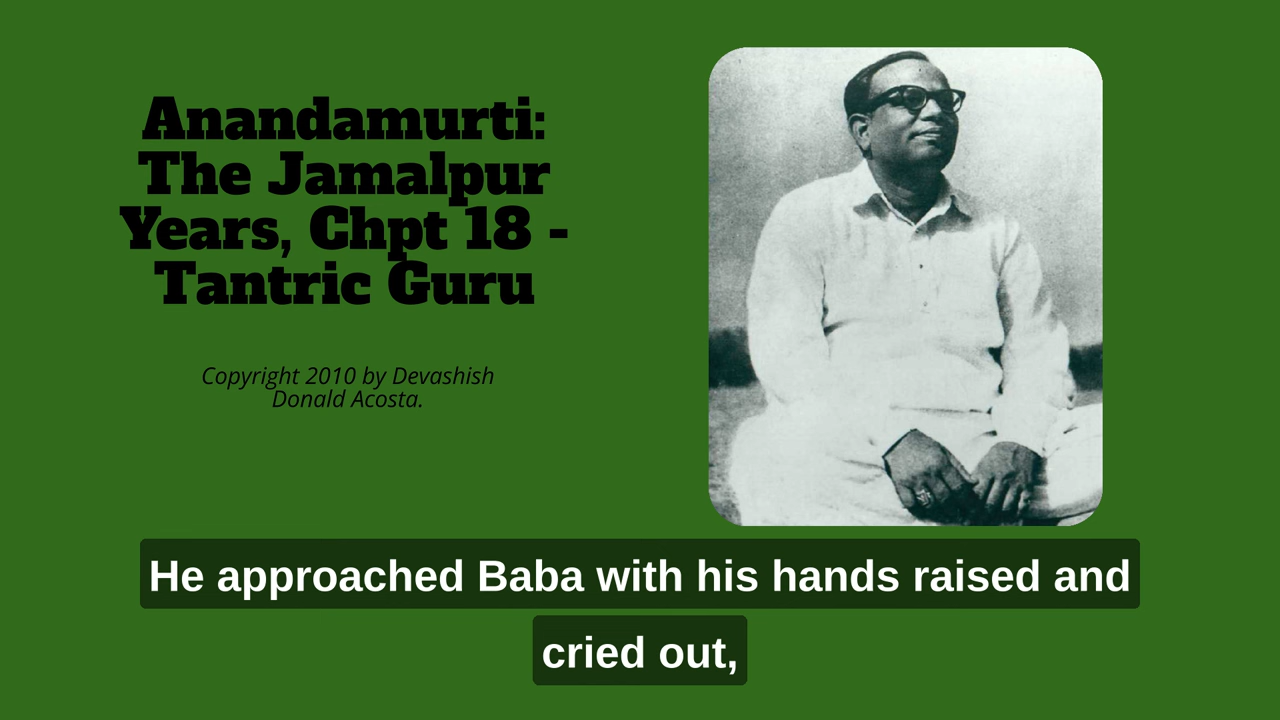 Anandamurti:
The Jamalpur
Years, Chpt 18 -
Tantric Guru
Copyright 2010 by Devashish
Donald Acosta.
He approached Baba with his hands raised and
cried out,